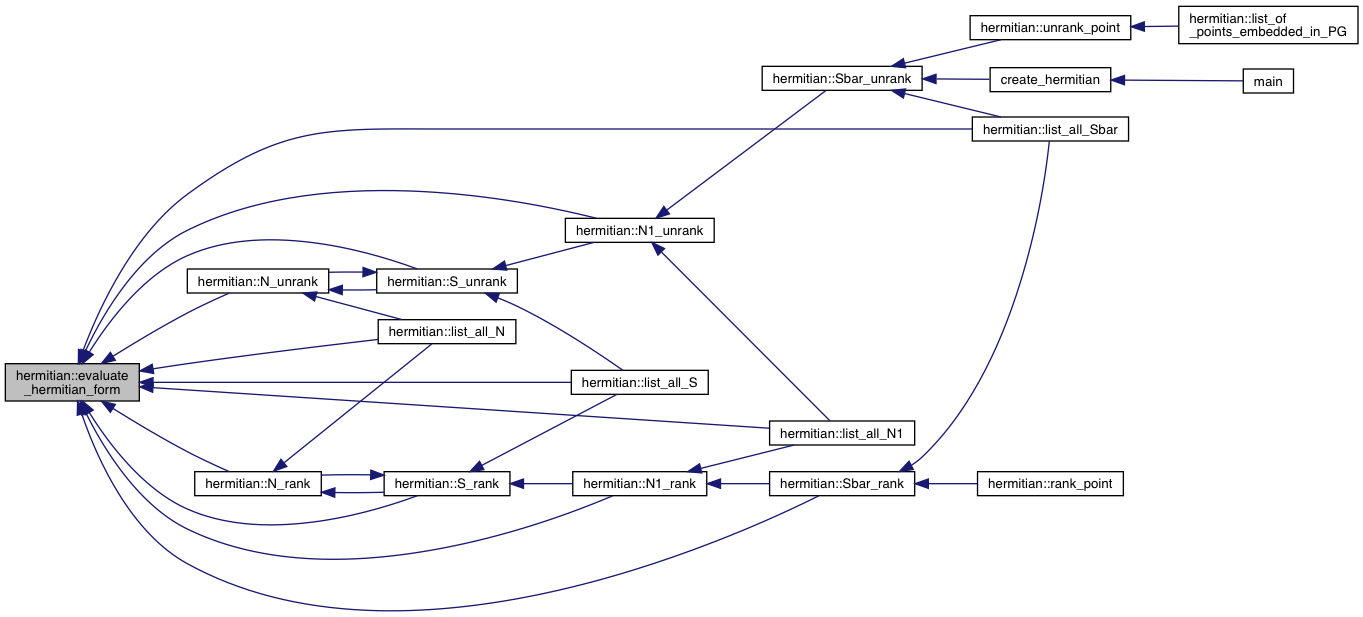 hermitian::unrank_point
hermitian::list_of
_points_embedded_in_PG
hermitian::Sbar_unrank
create_hermitian
main
hermitian::list_all_Sbar
hermitian::N1_unrank
hermitian::N_unrank
hermitian::S_unrank
hermitian::list_all_N
hermitian::evaluate
_hermitian_form
hermitian::list_all_S
hermitian::list_all_N1
hermitian::N_rank
hermitian::S_rank
hermitian::N1_rank
hermitian::Sbar_rank
hermitian::rank_point